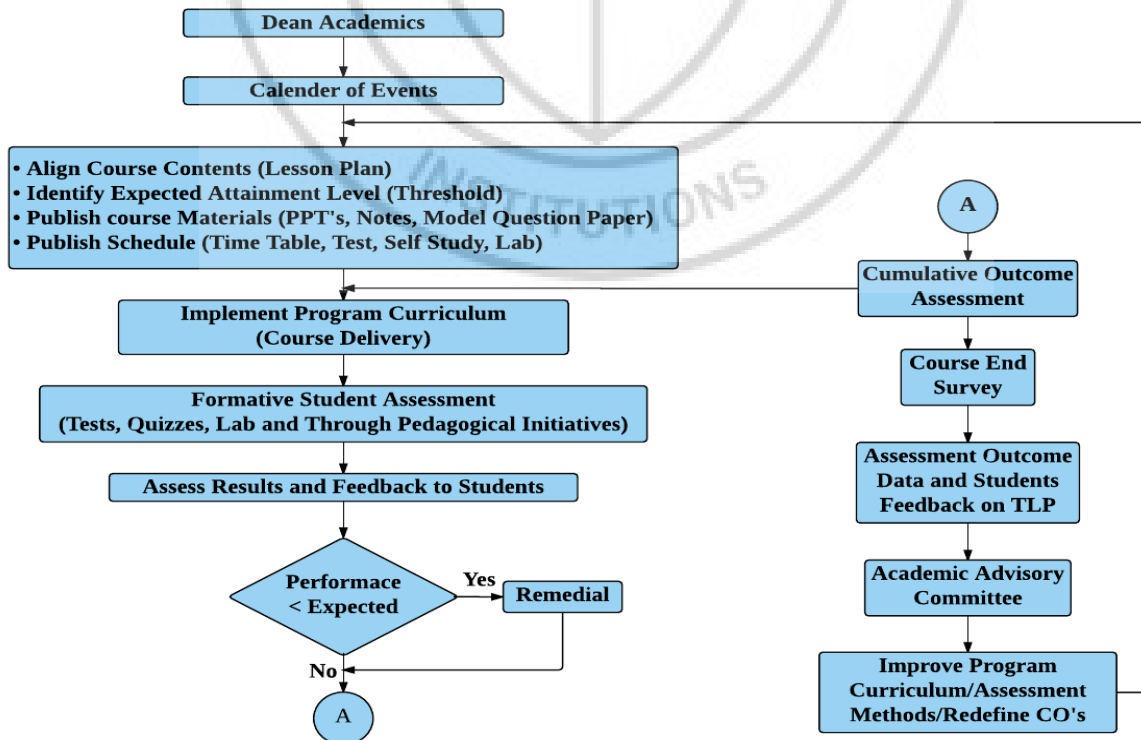 Dean Academics
Calender of Events
• Align Course Contents (Lesson Plan)
• Identify Expected Attainment Level (Threshold)
• Publish course Materials (PPT's, Notes, Model Question Paper)
• Publish Schedule (Time Table, Test, Self Study, Lab)
INSTITUTIONS
Implement Program Curriculum
(Course Delivery)
Formative Student Assessment
(Tests, Quizzes, Lab and Through Pedagogical Initiatives)
Assess Results and Feedback to Students
Performace
< Expected
Yes
Remedial
No
A
A
Cumulative Outcome
Assessment
Course End
Survey
Assessment Outcome
Data and Students
Feedback on TLP
Academic Advisory
Committee
Improve Program
Curriculum/Assessment
Methods/Redefine CO's